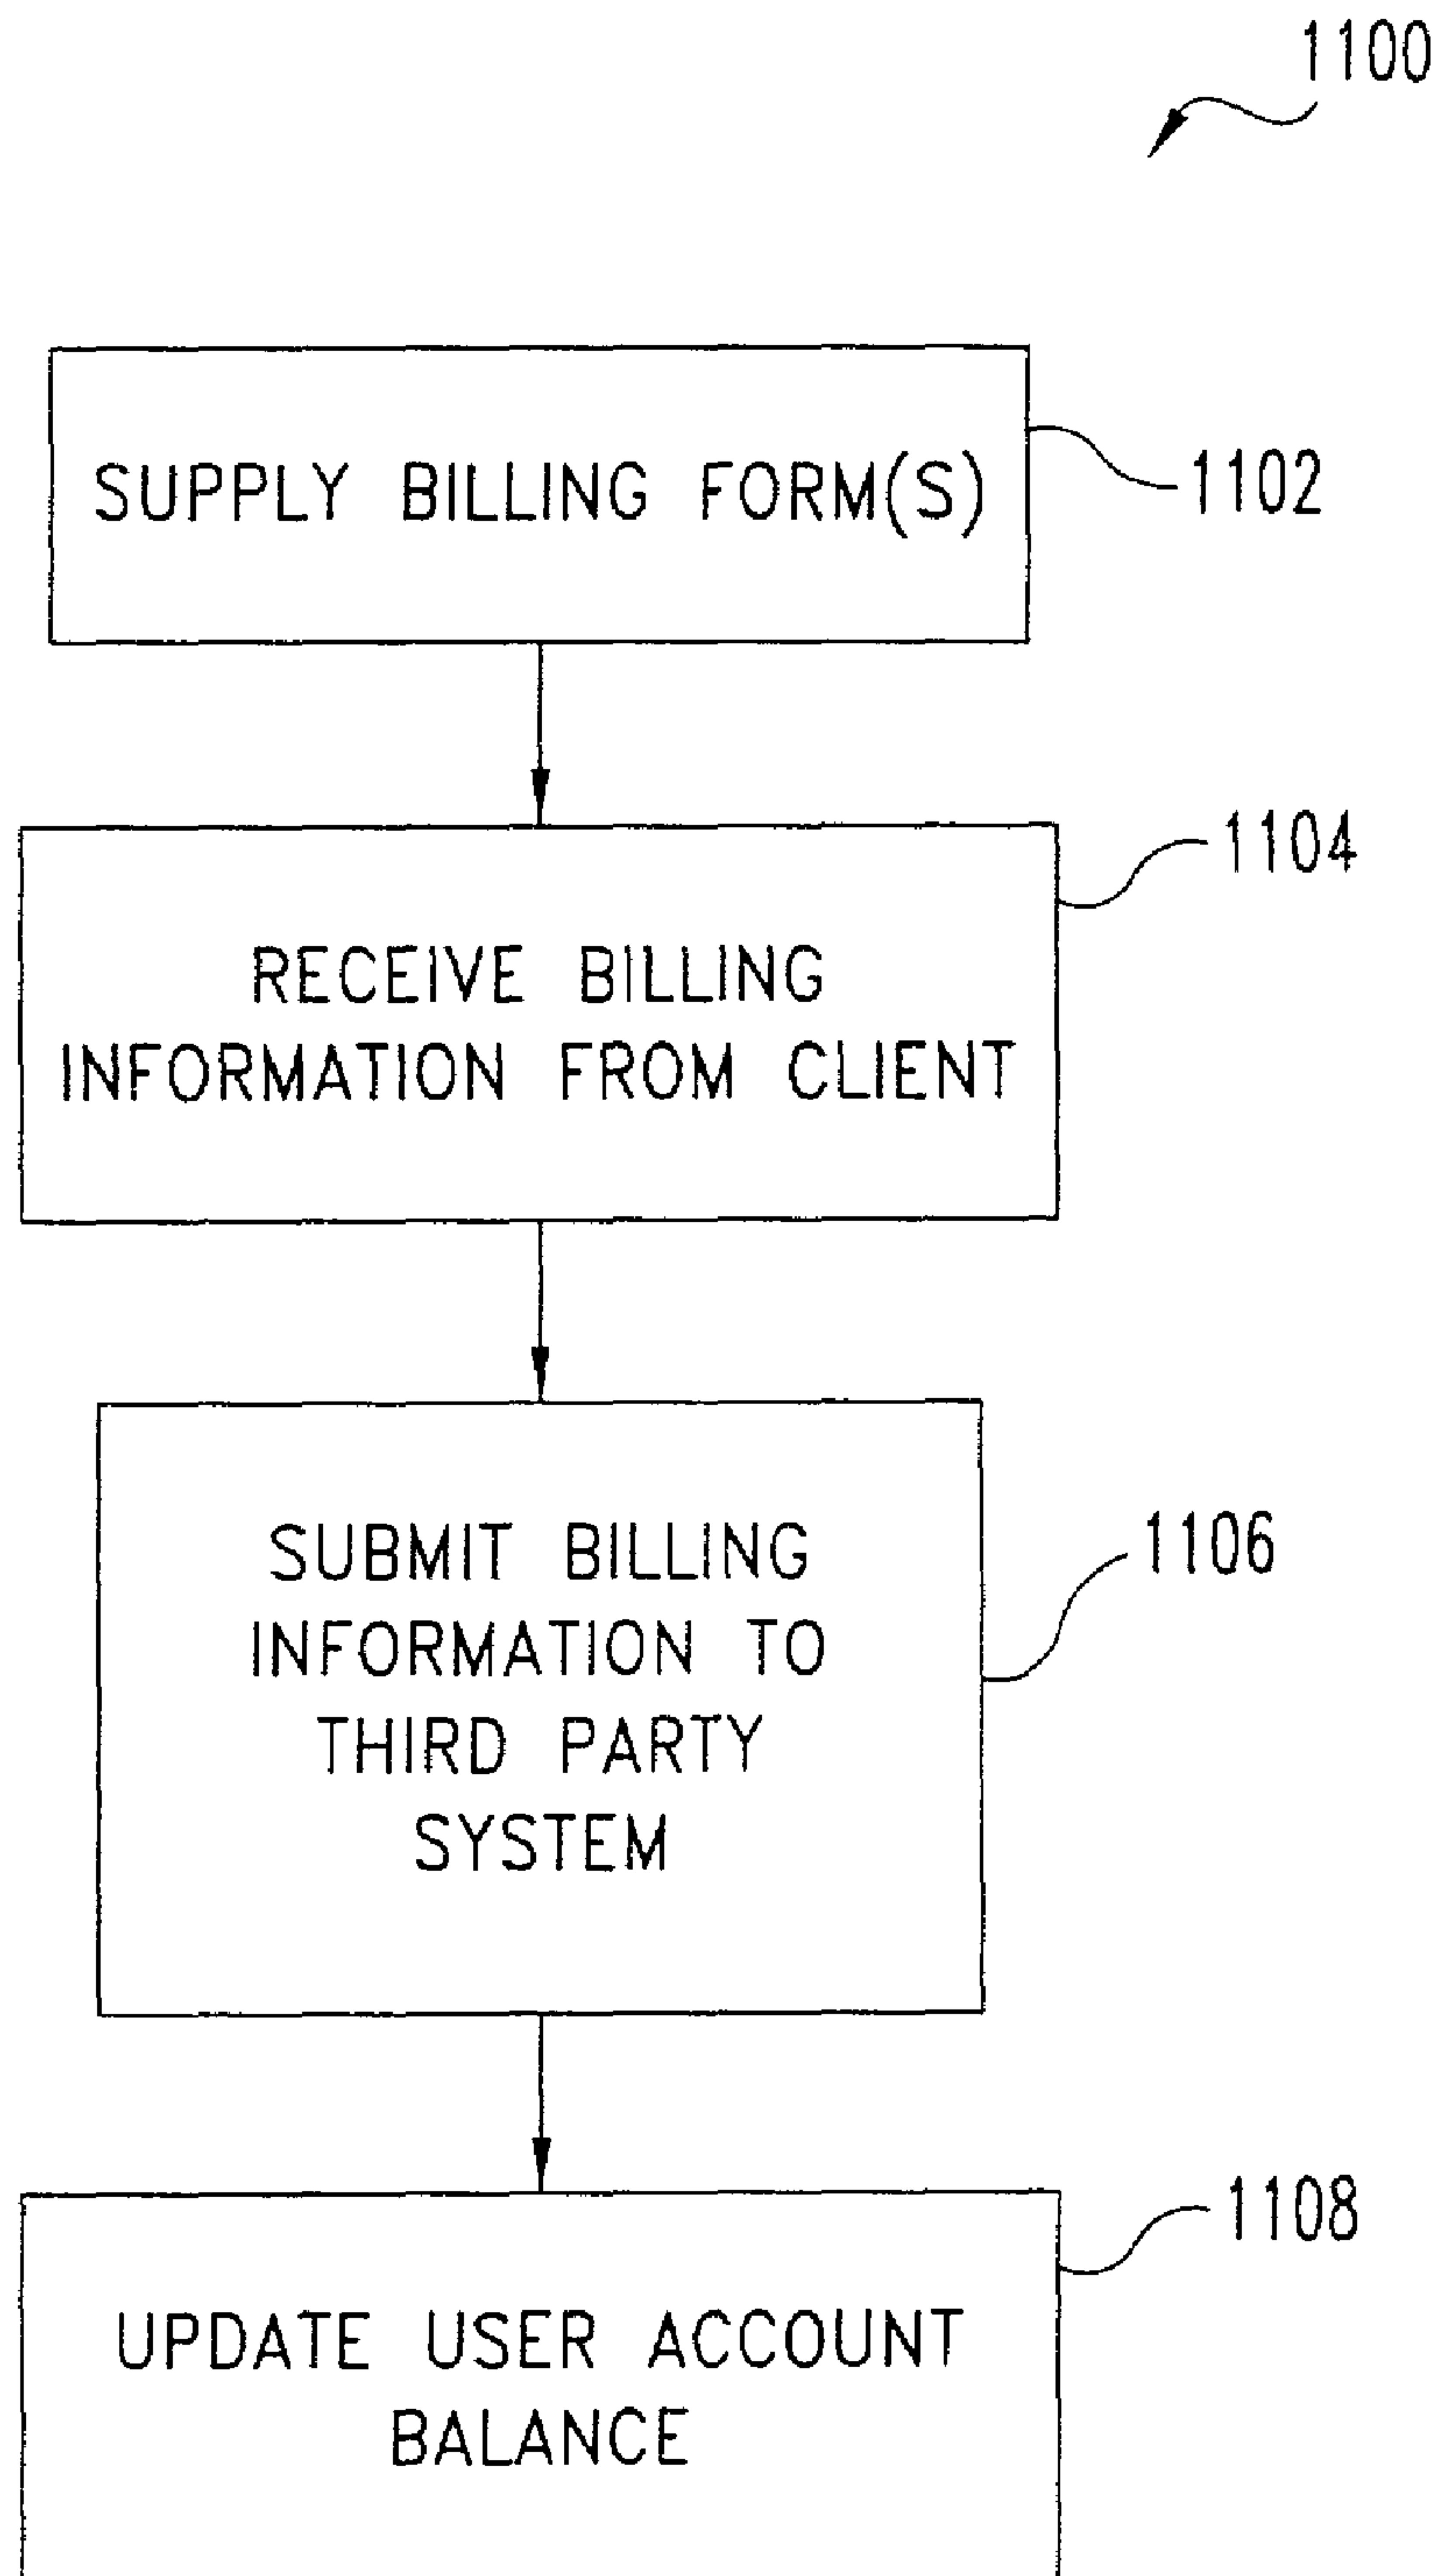 1100
SUPPLY BILLING FORM(S)
1102
1104
RECEIVE BILLING
INFORMATION FROM CLIENT
1106
SUBMIT BILLING
INFORMATION TO
THIRD PARTY
SYSTEM
1108
UPDATE USER ACCOUNT
BALANCE